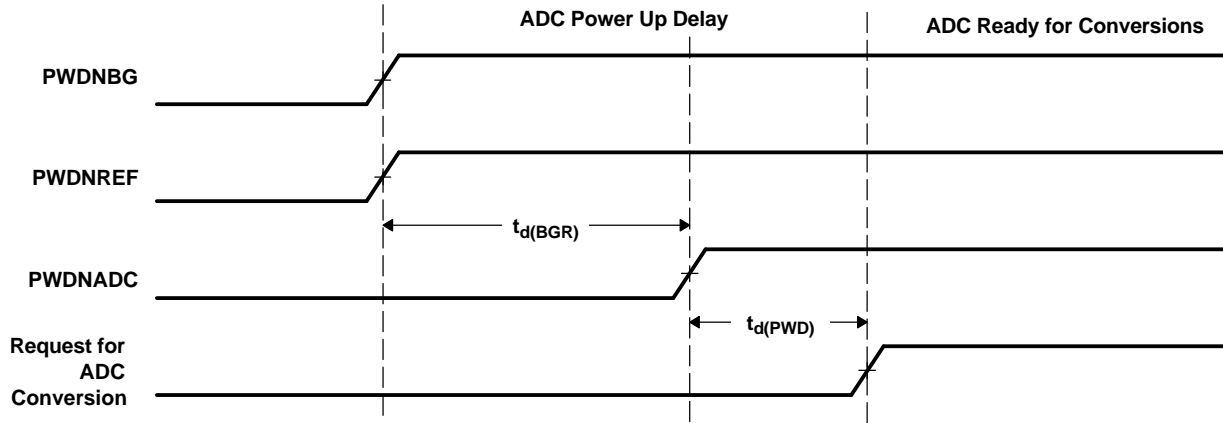 ADC Power Up Delay
ADC Ready for Conversions
PWDNBG
PWDNREF
td(BGR)
PWDNADC
td(PWD)
Request for
ADC
Conversion